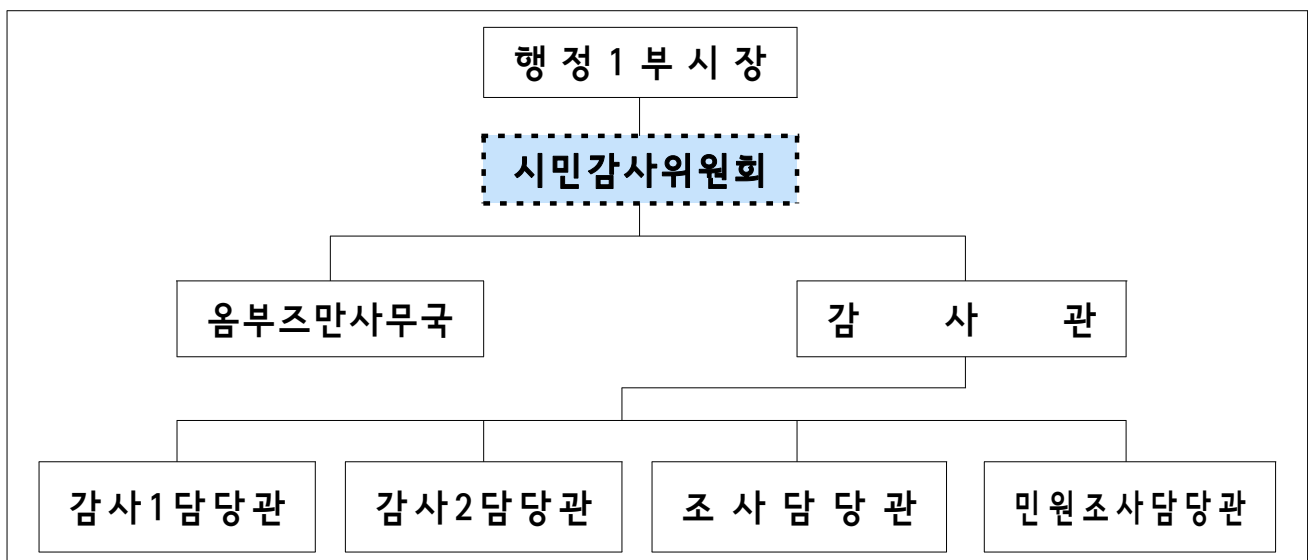 행정1부시장
시민감사위원회
옴부즈만사무국
감사관
감사1담당관
감사2담당관
조사담당관
민원조사담당관